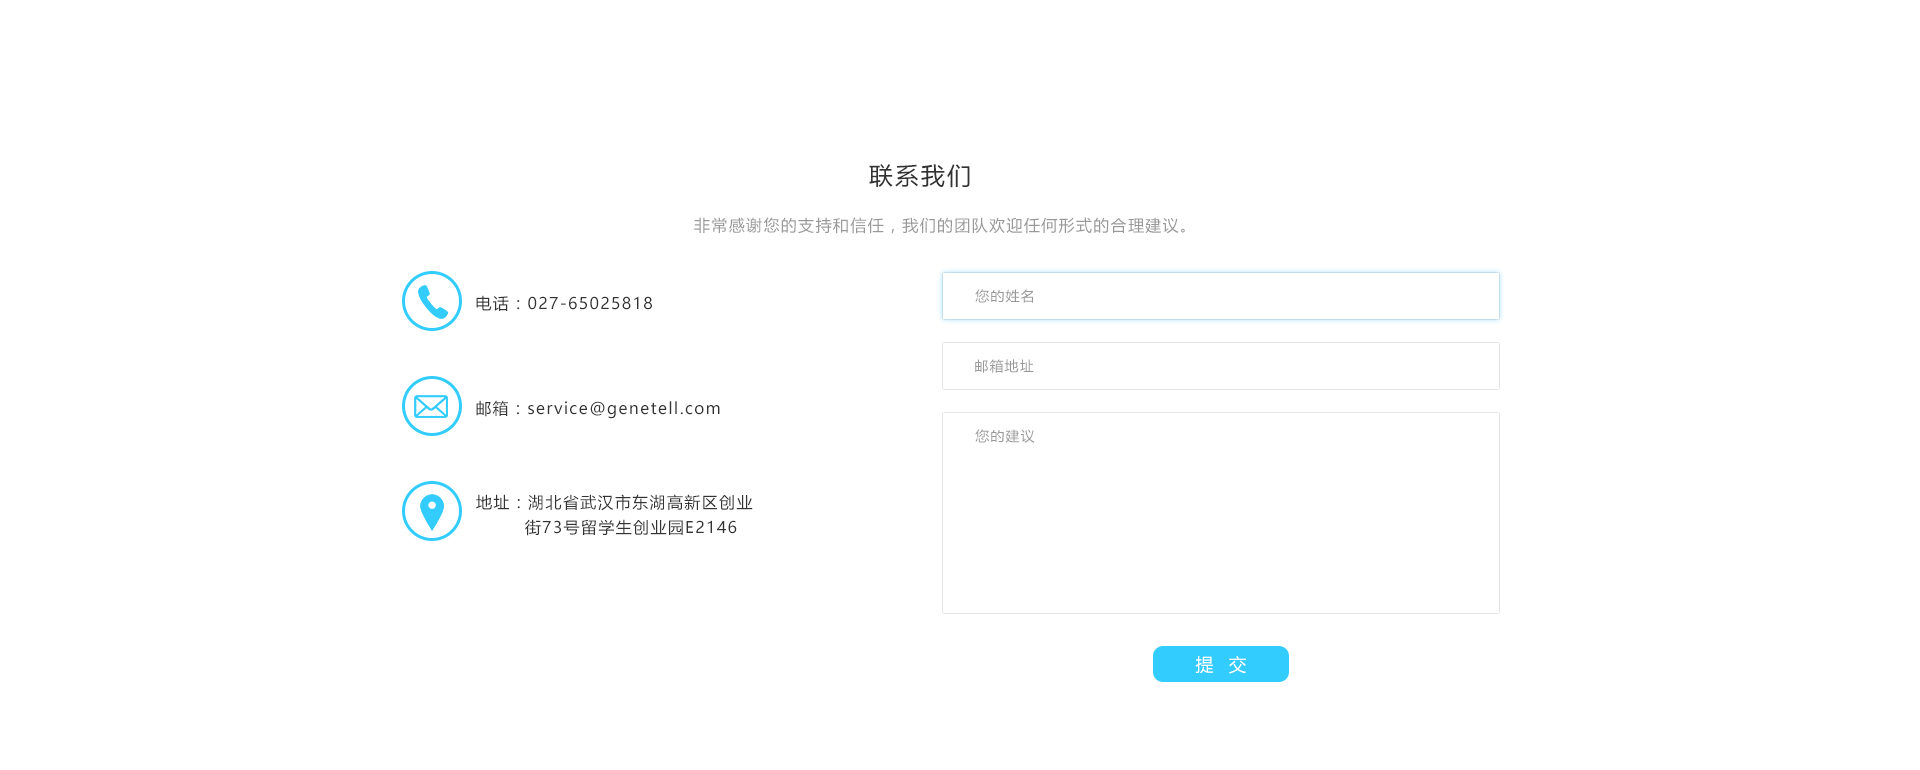 联系我们
非常感谢您的支持和信任，我们的团队欢迎任何形式的合理建议。
电话：027-65025818
邮箱：service@genetell.com
地址：湖北省武汉市东湖高新区创业
街73号留学生创业园E2146
您的姓名
邮箱地址
您的建议
提 交